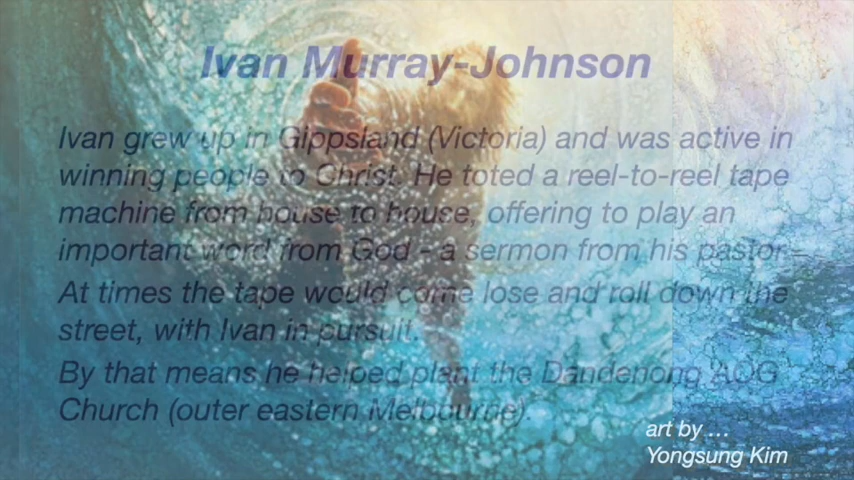 Ivan Murray-Johnson
Ivan grew up in Gippsland (Victoria) and was active in
winning people to Christ. He toted a reel-to-reel tape
machine from house to house, offering to play an
important word from God - a sermon from his pastor.
At times the tape would come lose and roll down the
street, with Ivan in pursuit.
By that means he helped plant the Dandenong AOG
Church (outer eastern Melbourne).
art by ...
Yongsung Kim